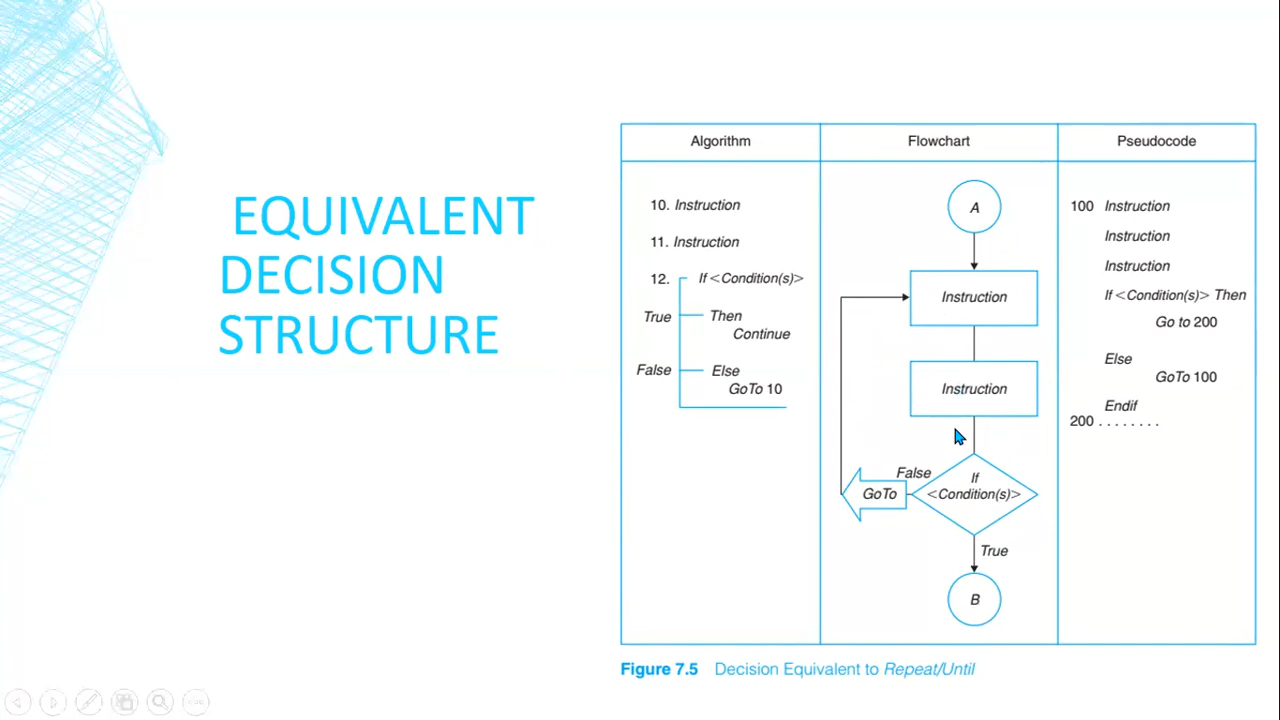 EQUIVALENT
DECISION
STRUCTURE
Algorithm
10. Instruction
11. Instruction
12. If <Condition(s)>
True Then
Continue
False Else
GoTo 10
Flowchart
A
Instruction
Instruction
If
<Condition(s)>
False
GoTo
True
B
Pseudocode
100 Instruction
Instruction
Instruction
If <Condition(s)> Then
Go to 200
Else
GoTo 100
Endif
200 . . . . . . . .
Figure 7.5 Decision Equivalent to Repeat/Until